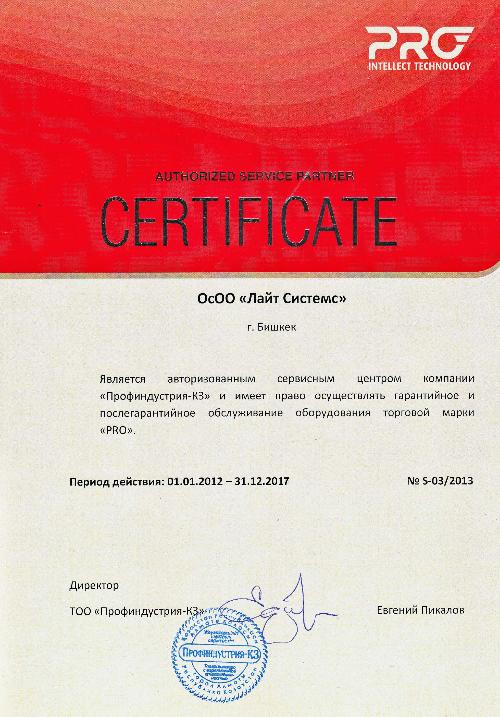 PRO
INTELLECT TECHNOLOGY
AUTHORIZED SERVICE PARTNER
CERTIFICATE
ОсОО «Лайт Системс»
г. Бишкек
Является авторизованным сервисным центром компании
«Профиндустрия-КЗ» и имеет право осуществлять гарантийное и
послегарантийное обслуживание оборудования торговой марки
«PRO».
Период действия: 01.01.2012 – 31.12.2017 № S-03/2013
Директор
ТОО «Профиндустрия-КЗ» Евгений Пикалов
Профиндустрия-КЗ